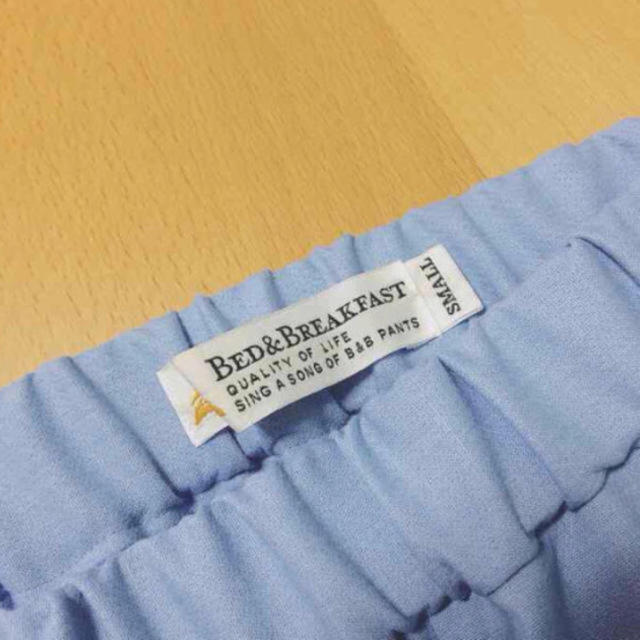 BED&BREAKFAST
QUALITY OF LIFE
SING A SONG OF B&B PANTS
SMALL